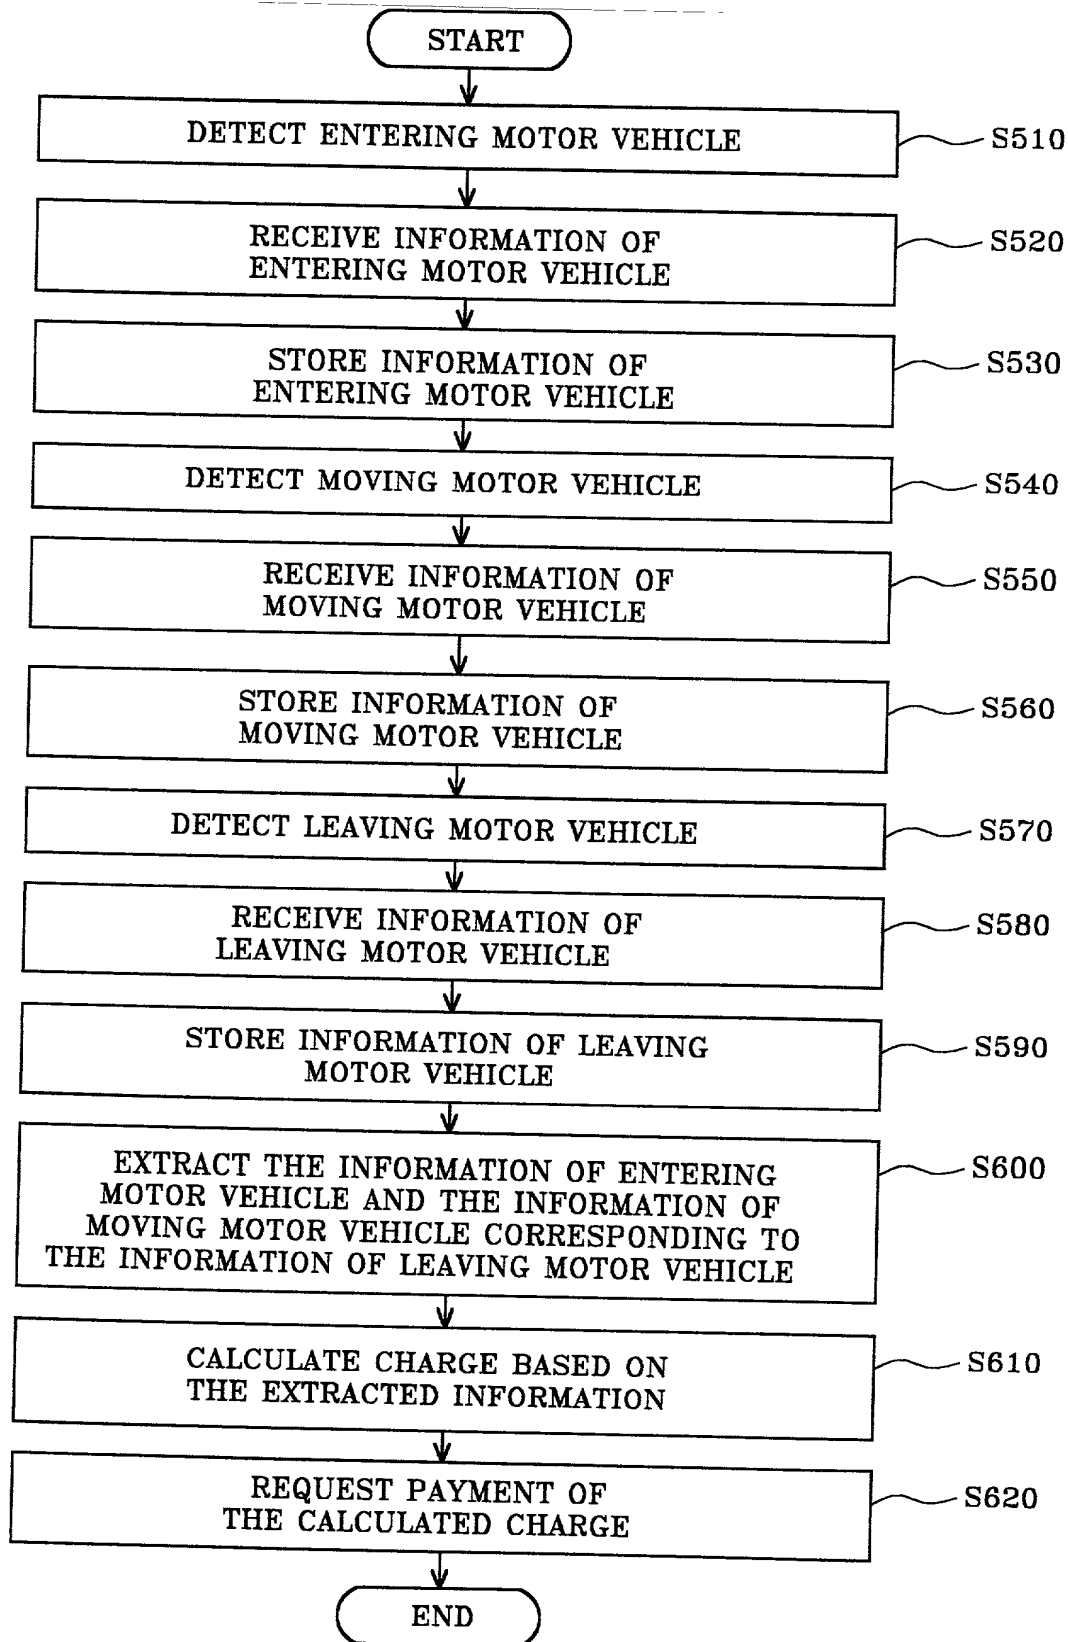 START
DETECT ENTERING MOTOR VEHICLE
S510
RECEIVE INFORMATION OF
ENTERING MOTOR VEHICLE
S520
STORE INFORMATION OF
ENTERING MOTOR VEHICLE
S530
DETECT MOVING MOTOR VEHICLE
S540
RECEIVE INFORMATION OF
MOVING MOTOR VEHICLE
S550
STORE INFORMATION OF
MOVING MOTOR VEHICLE
S560
DETECT LEAVING MOTOR VEHICLE
S570
RECEIVE INFORMATION OF
LEAVING MOTOR VEHICLE
S580
STORE INFORMATION OF LEAVING
MOTOR VEHICLE
S590
EXTRACT THE INFORMATION OF ENTERING
MOTOR VEHICLE AND THE INFORMATION OF
MOVING MOTOR VEHICLE CORRESPONDING TO
THE INFORMATION OF LEAVING MOTOR VEHICLE
S600
CALCULATE CHARGE BASED ON
THE EXTRACTED INFORMATION
S610
REQUEST PAYMENT OF
THE CALCULATED CHARGE
S620
END